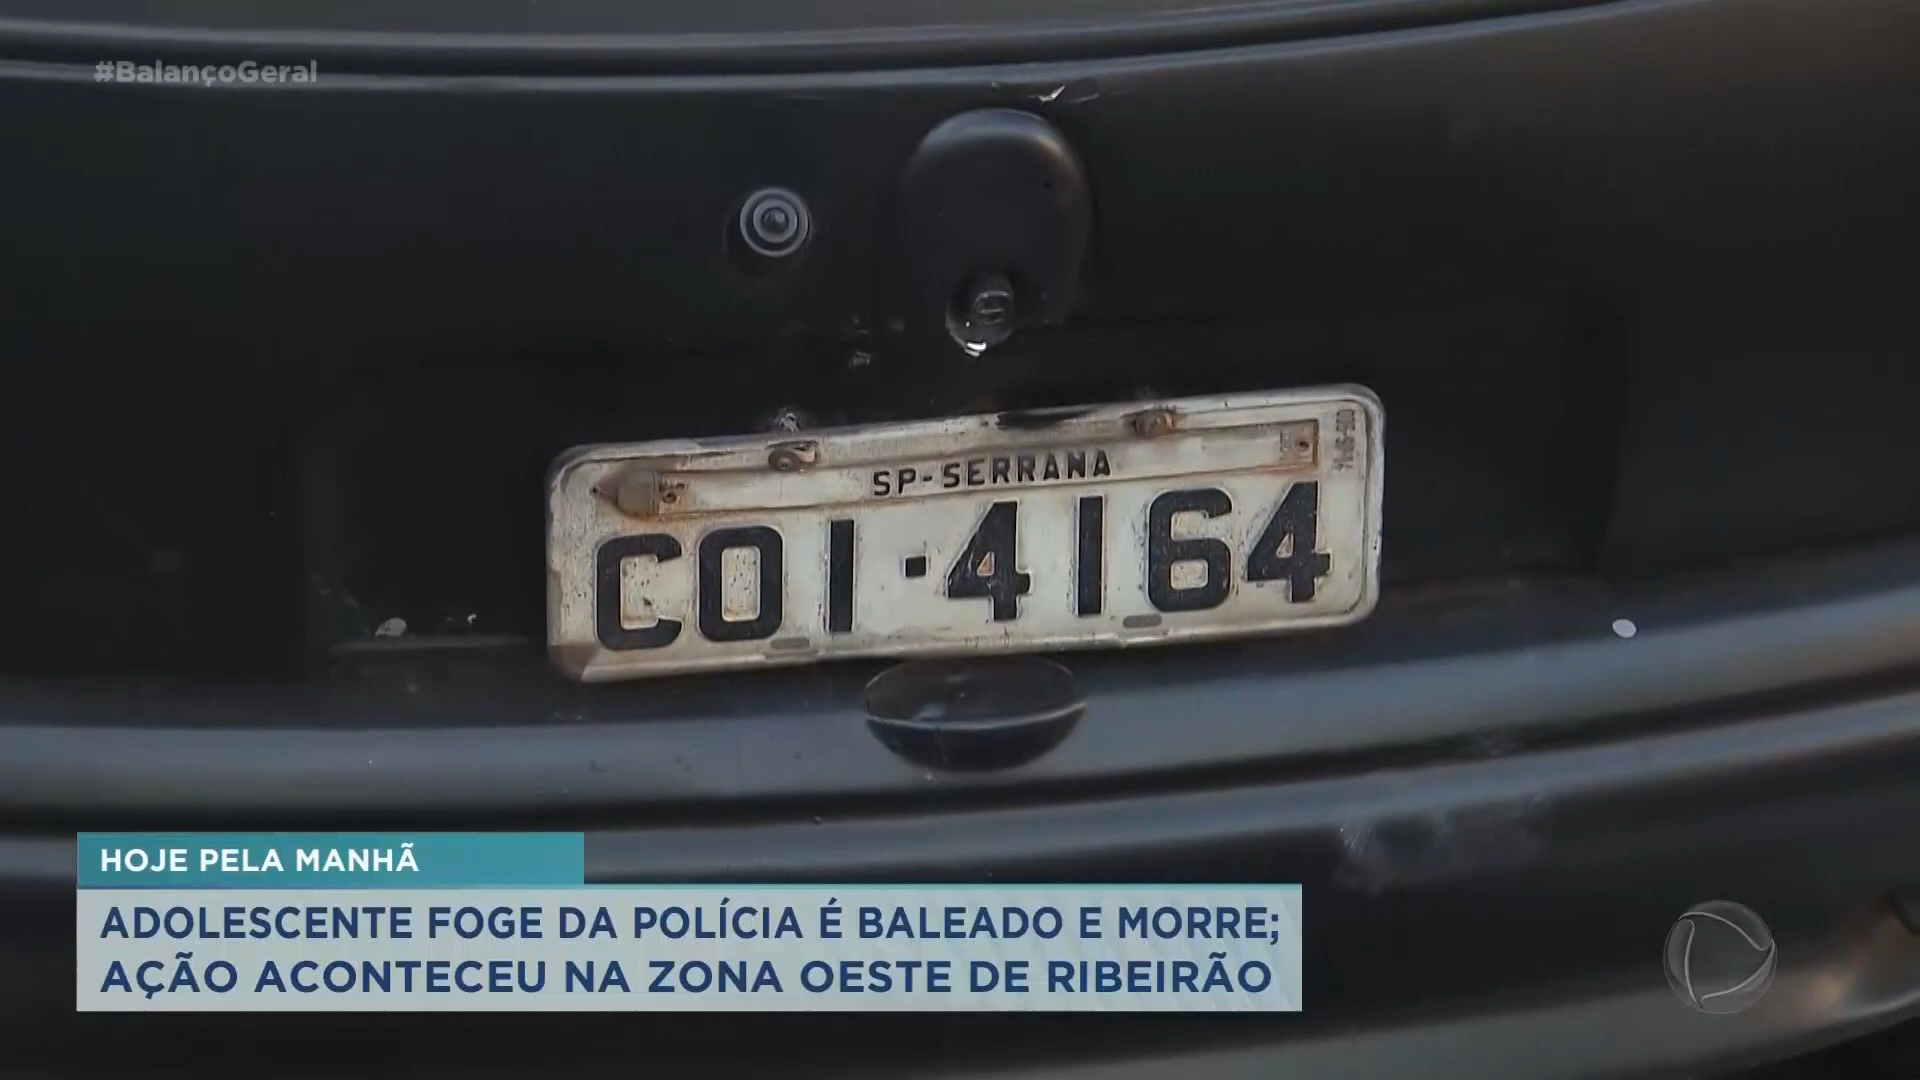 #BalançoGeral
SP-SERRANA
COI·4164
HOJE PELA MANHÃ
ADOLESCENTE FOGE DA POLÍCIA É BALEADO E MORRE;
AÇÃO ACONTECEU NA ZONA OESTE DE RIBEIRÃO